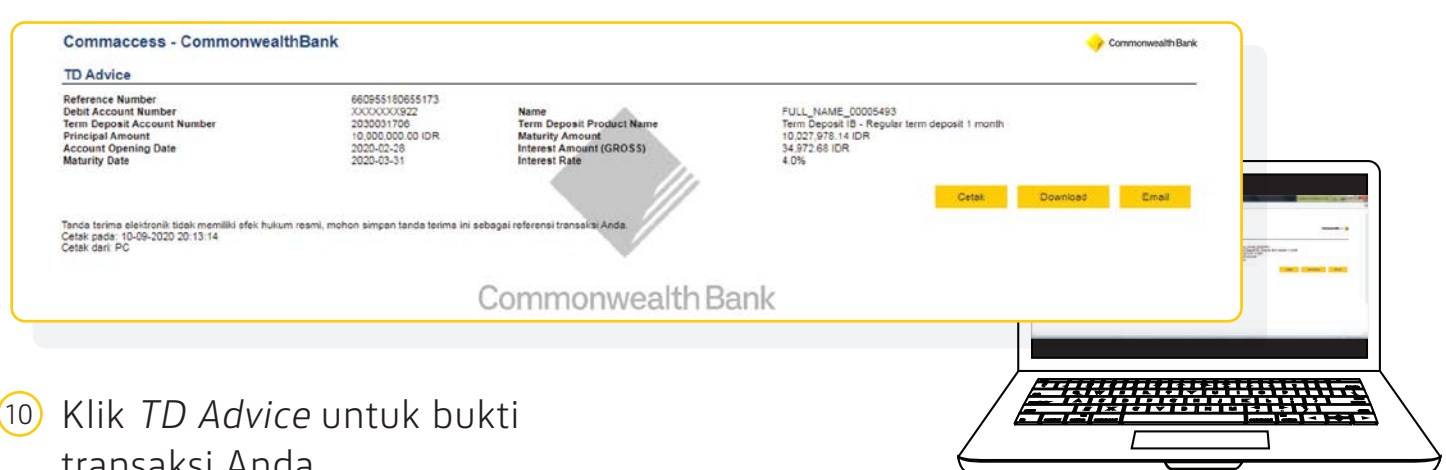 Commaccess - CommonwealthBank
CommonwealthBank
TD Advice
Reference Number 660955180655173
Debit Account Number XXXXXXX922 Name FULL_NAME_00005493
Term Deposit Account Number 2030031706 Term Deposit Product Name Term Deposit IB - Regular term deposit 1 month
Principal Amount 10,000,000.00 IDR Maturity Amount 10,027,978.14 IDR
Account Opening Date 2020-02-28 Interest Amount (GROSS) 34,972.68 IDR
Maturity Date 2020-03-31 Interest Rate 4.0%
Cetak Download Email
Tanda terima elektronik tidak memiliki efek hukum resmi, mohon simpan tanda terima ini sebagai referensi transaksi Anda.
Cetak pada: 10-09-2020 20:13:14
Cetak dari: PC
CommonwealthBank
10 Klik TD Advice untuk bukti
transaksi Anda